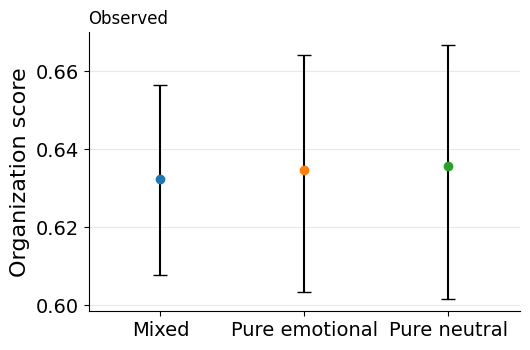 Observed
Organization score
0.66
0.64
0.62
0.60
Mixed
Pure emotional
Pure neutral